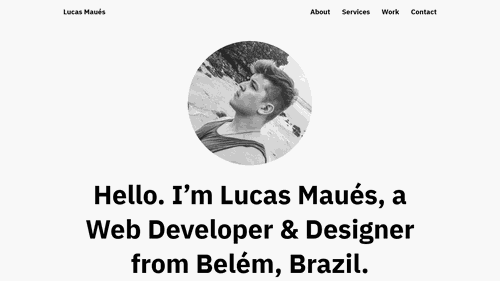 Lucas Maués
About Services Work Contact
Hello. I’m Lucas Maués, a
Web Developer & Designer
from Belém, Brazil.